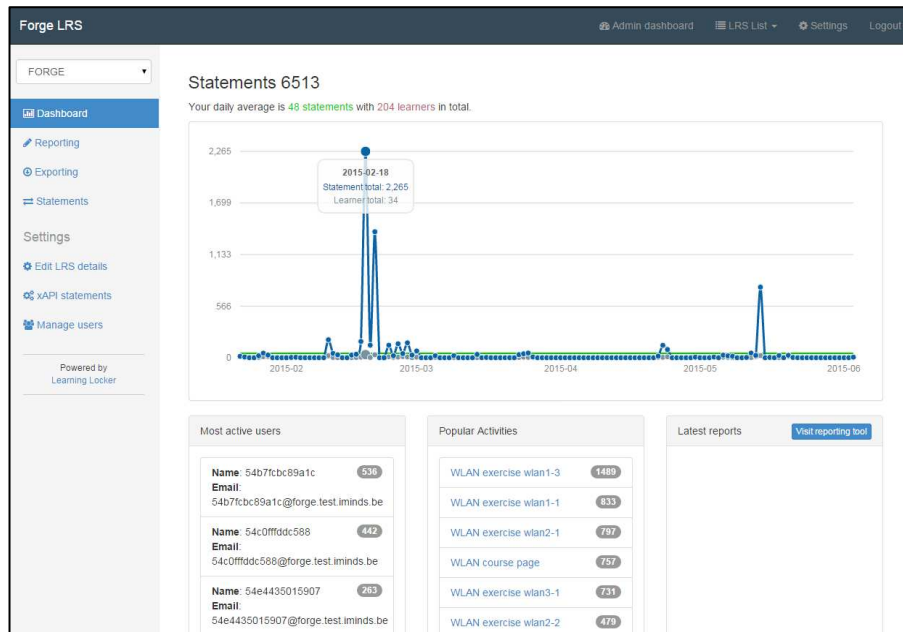 Forge LRS
Admin dashboard
LRS List
Settings
Logout
FORGE
Dashboard
Reporting
Exporting
Statements
Settings
Edit LRS details
xAPI statements
Manage users
Powered by
Learning Locker
Statements 6513
Your daily average is 48 statements with 204 learners in total.
2,265
1,699
1,133
566
0
2015-02-18
Statement total: 2,265
Learner total: 34
2015-02
2015-03
2015-04
2015-05
2015-06
Most active users
Name: 54b7fcbc89a1c
536
Email:
54b7fcbc89a1c@forge.test.iminds.be
Name: 54c0fffddc588
442
Email:
54c0fffddc588@forge.test.iminds.be
Name: 54e4435015907
263
Email:
54e4435015907@forge.test.iminds.be
Popular Activities
WLAN exercise wlan1-3
1489
WLAN exercise wlan1-1
833
WLAN exercise wlan2-1
797
WLAN course page
757
WLAN exercise wlan3-1
731
WLAN exercise wlan2-2
479
Latest reports
Visit reporting tool